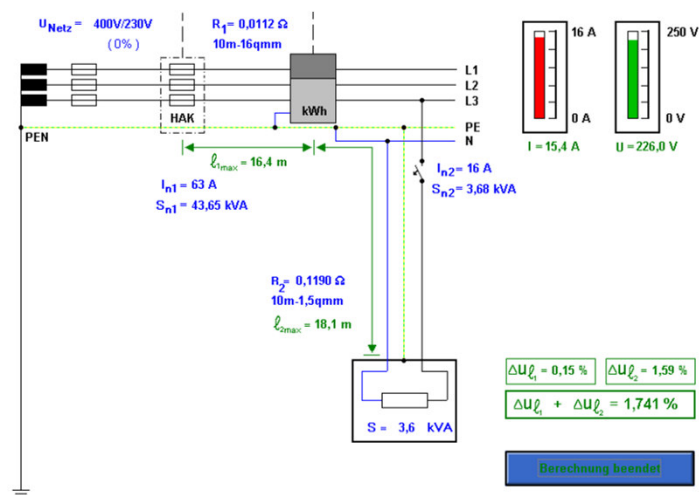 U Netz = 400V/230V
(0%)
R1= 0,0112 Ω
10m-16qmm
L1
L2
L3
HAK
kWh
PE
N
PEN
16 A
0 A
I = 15,4 A
250 V
0 V
U = 226,0 V
ℓ1max = 16,4 m
In1 = 63 A
Sn1 = 43,65 kVA
In2= 16 A
Sn2= 3,68 kVA
R2= 0,1190 Ω
10m-1,5qmm
ℓ2max = 18,1 m
S = 3,6 kVA
ΔUℓ1 = 0,15 %
ΔUℓ2 = 1,59 %
ΔUℓ1 + ΔUℓ2 = 1,741 %
Berechnung beendet